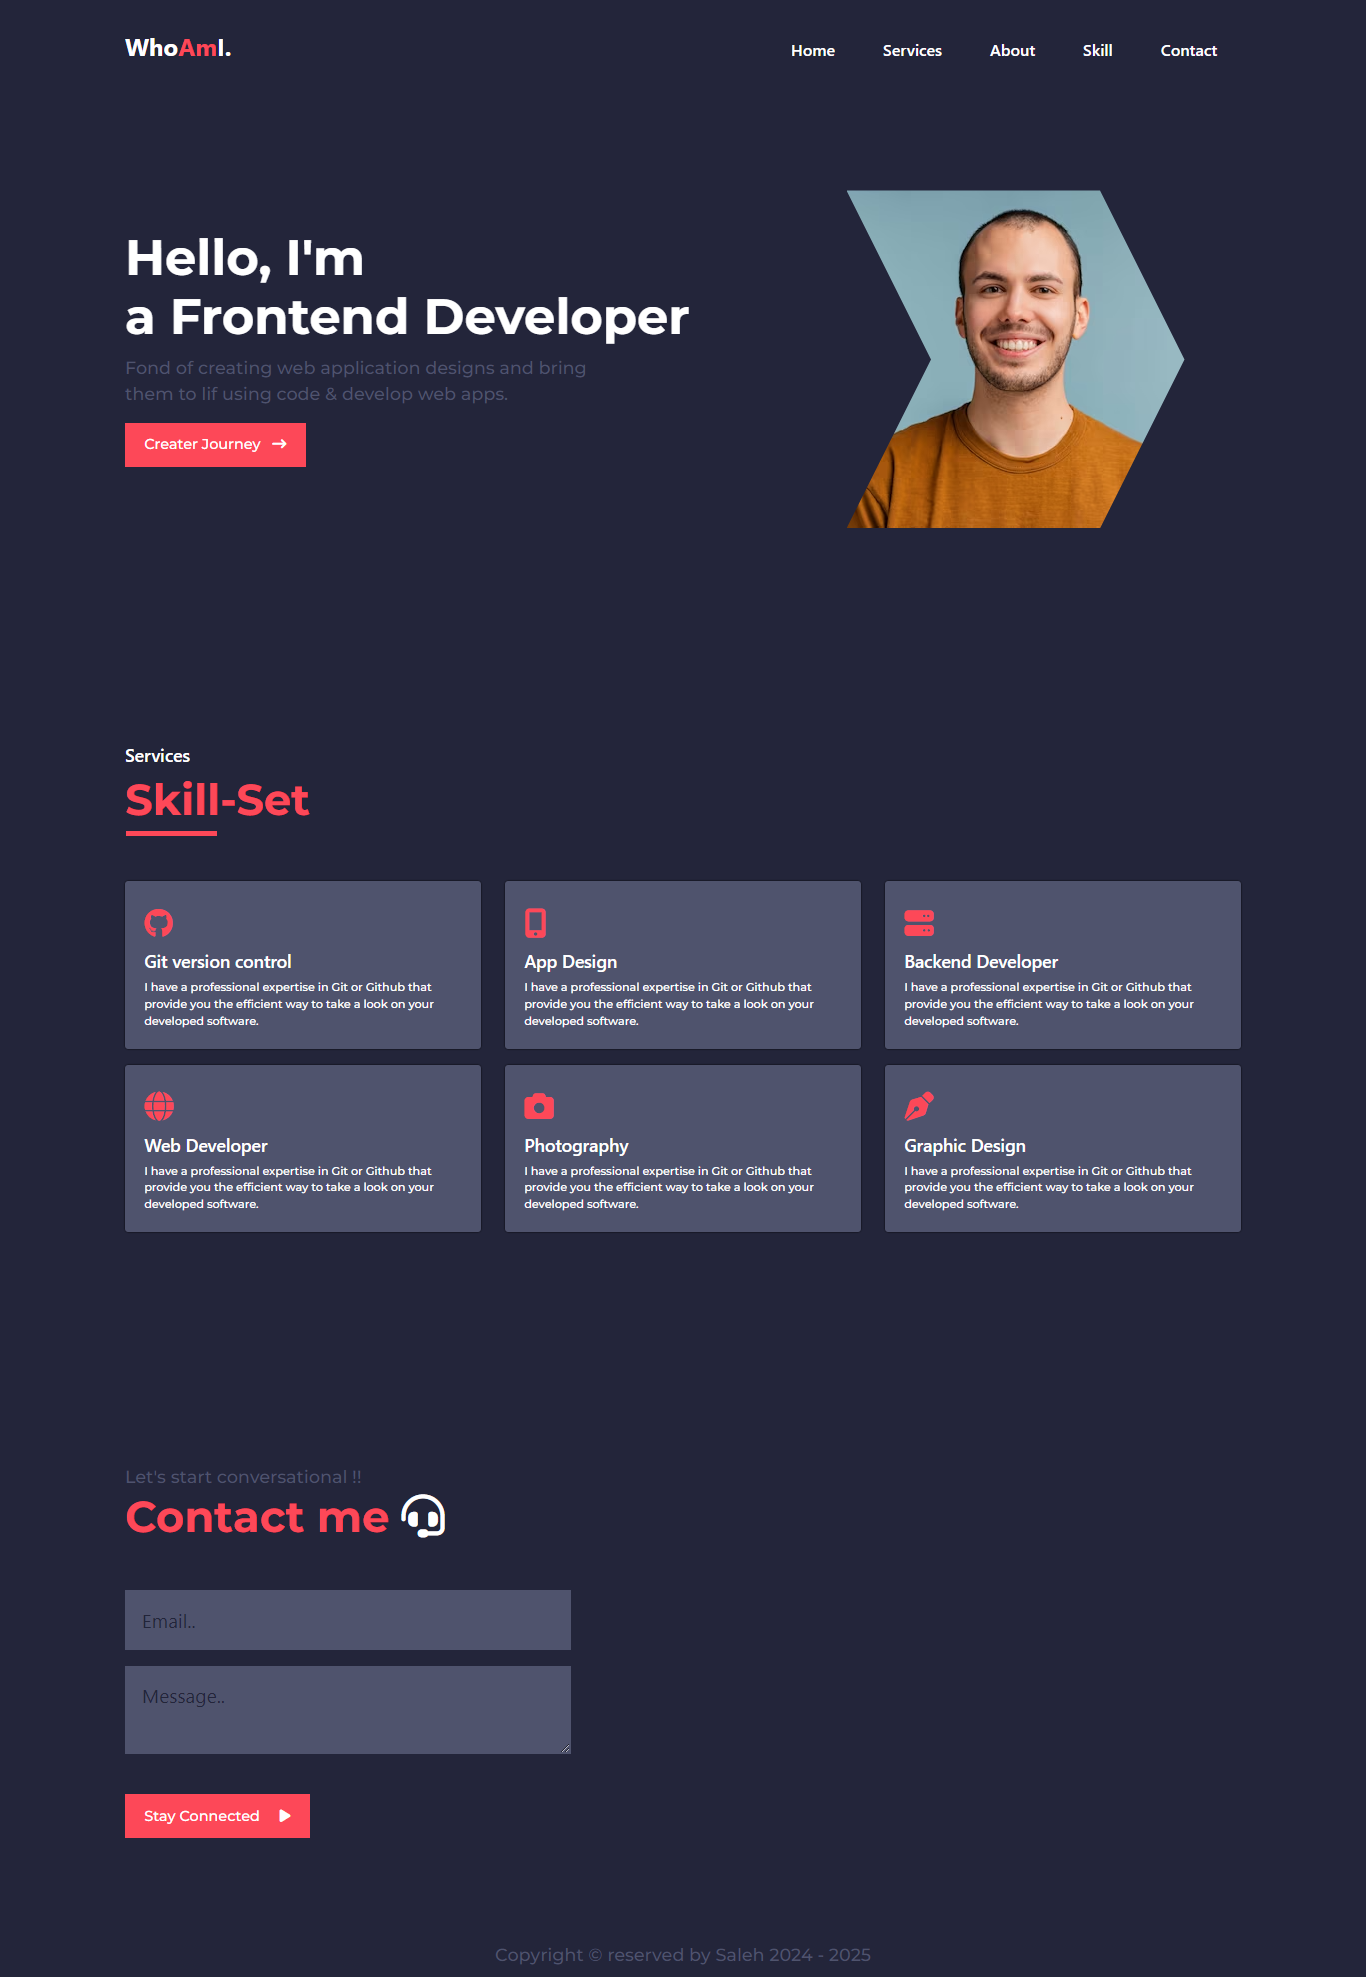 WhoAmI.
Home Services About Skill Contact
Hello, I'm
a Frontend Developer
Fond of creating web application designs and bring
them to lif using code & develop web apps.
Creater Journey
Services
Skill-Set
Git version control
I have a professional expertise in Git or Github that
provide you the efficient way to take a look on your
developed software.
App Design
I have a professional expertise in Git or Github that
provide you the efficient way to take a look on your
developed software.
Backend Developer
I have a professional expertise in Git or Github that
provide you the efficient way to take a look on your
developed software.
Web Developer
I have a professional expertise in Git or Github that
provide you the efficient way to take a look on your
developed software.
Photography
I have a professional expertise in Git or Github that
provide you the efficient way to take a look on your
developed software.
Graphic Design
I have a professional expertise in Git or Github that
provide you the efficient way to take a look on your
developed software.
Let's start conversational !!
Contact me
Email..
Message..
Stay Connected
Copyright © reserved by Saleh 2024 - 2025